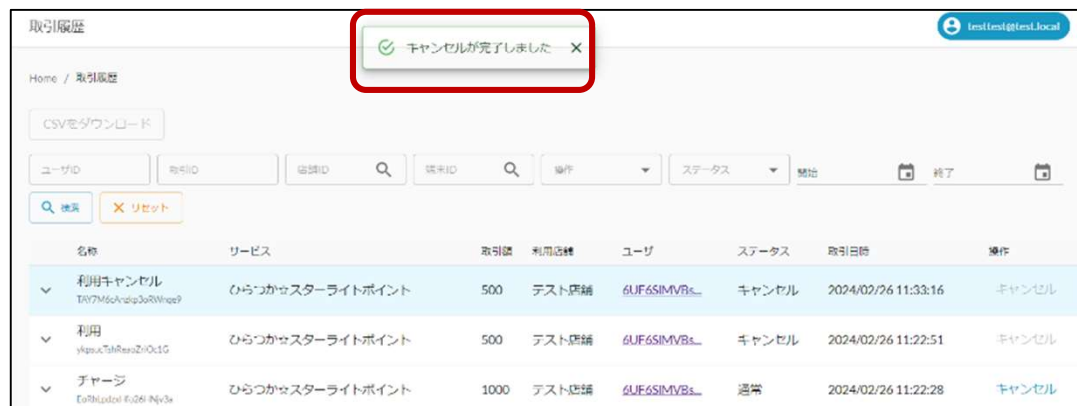 取引履歴
キャンセルが完了しました
testtest@test.local
Home / 取引履歴
CSVをダウンロード
ユーザID 取引ID 店舗ID 端末ID 操作 ステータス 開始 終了
検索 リセット
名称 サービス 取引額 利用店舗 ユーザ ステータス 取引日時 操作
利用キャンセル ひらつか☆スターライトポイント 500 テスト店舗 6UF6SIMVBs... キャンセル 2024/02/26 11:33:16 キャンセル
利用 ひらつか☆スターライトポイント 500 テスト店舗 6UF6SIMVBs... キャンセル 2024/02/26 11:22:51 キャンセル
チャージ ひらつか☆スターライトポイント 1000 テスト店舗 6UF6SIMVBs... 通常 2024/02/26 11:22:28 キャンセル